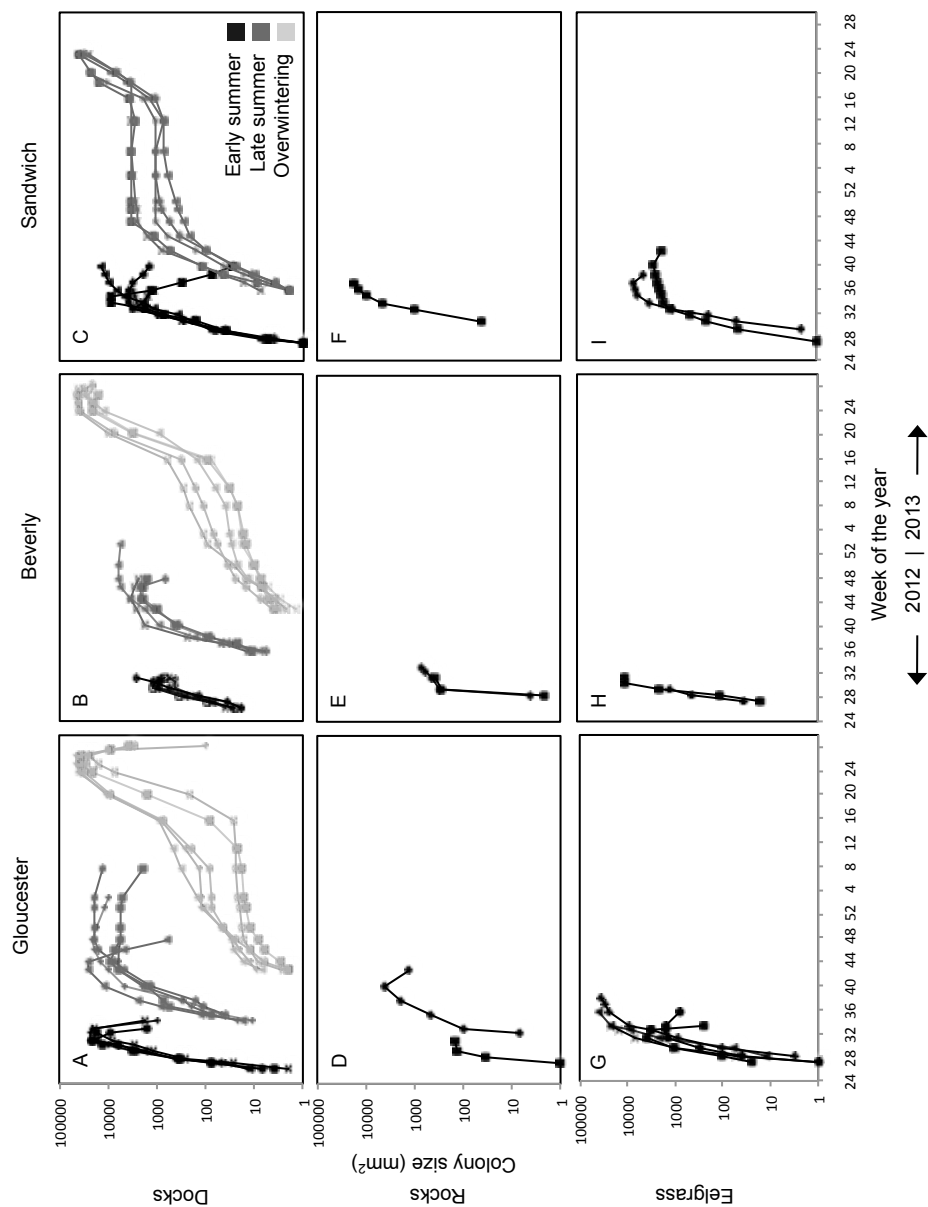 Gloucester
Beverly
Sandwich
Docks
100000
10000
1000
100
10
1
A
B
C
Early summer
Late summer
Overwintering
Rocks
Colony size (mm²)
100000
10000
1000
100
10
1
D
E
F
Eelgrass
100000
10000
1000
100
10
1
G
H
I
24 28 32 36 40 44 48 52 4 8 12 16 20 24
24 28 32 36 40 44 48 52 4 8 12 16 20 24
24 28 32 36 40 44 48 52 4 8 12 16 20 24 28
Week of the year
2012 | 2013